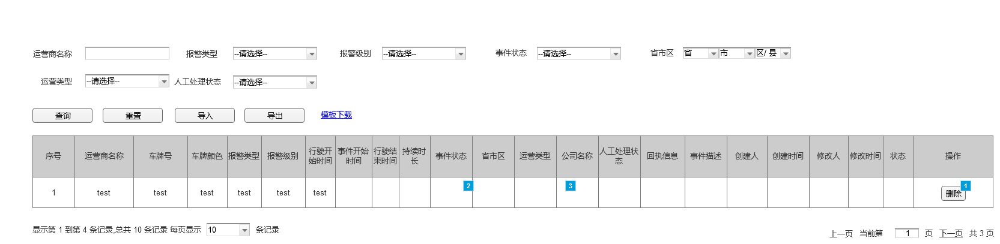 运营商名称 报警类型 --请选择-- 报警级别 --请选择-- 事件状态 --请选择-- 省市区 省 市 区/ 县
运营类型 --请选择-- 人工处理状态 --请选择--
查询 重置 导入 导出 模板下载
序号 运营商名称 车牌号 车牌颜色 报警类型 报警级别 行驶开始时间 事件开始时间 行驶结束时间 持续时长 事件状态 省市区 运营类型 公司名称 人工处理状态 回执信息 事件描述 创建人 创建时间 修改人 修改时间 状态 操作
1 test test test test test test 2 3 删除 1
显示第 1 到第 4 条记录,总共 10 条记录 每页显示 10 条记录
上一页 当前第 1 页 下一页 共 3 页